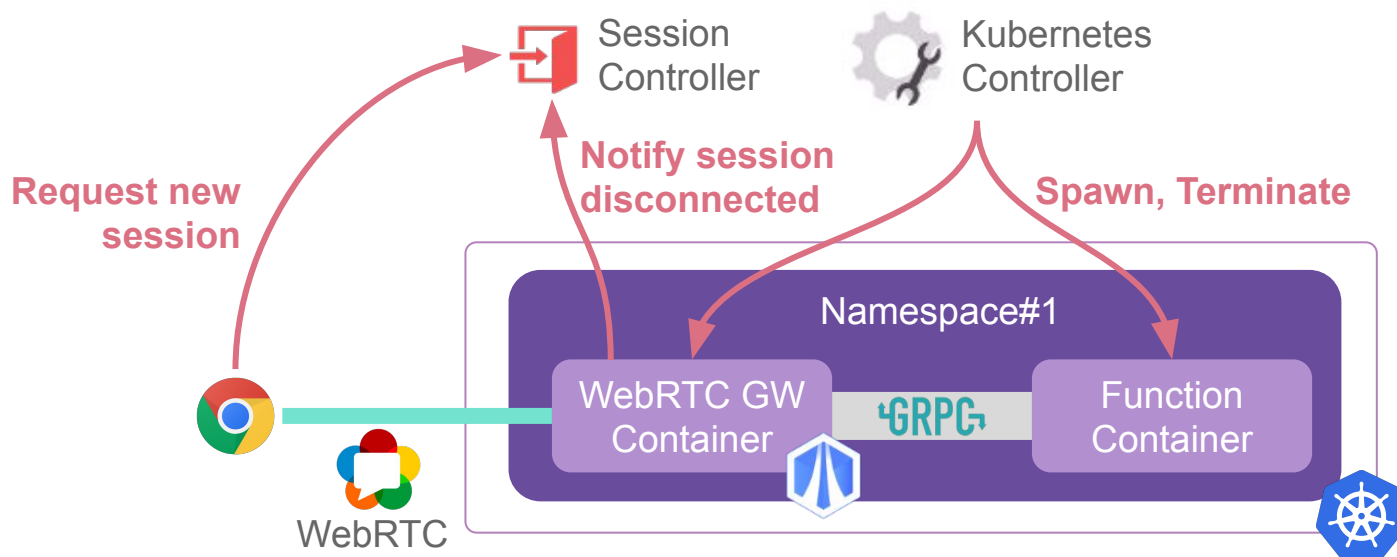 Session
Controller
Kubernetes
Controller
Request new
session
Notify session
disconnected
Spawn, Terminate
Namespace#1
WebRTC GW
Container
GRPC
Function
Container
WebRTC